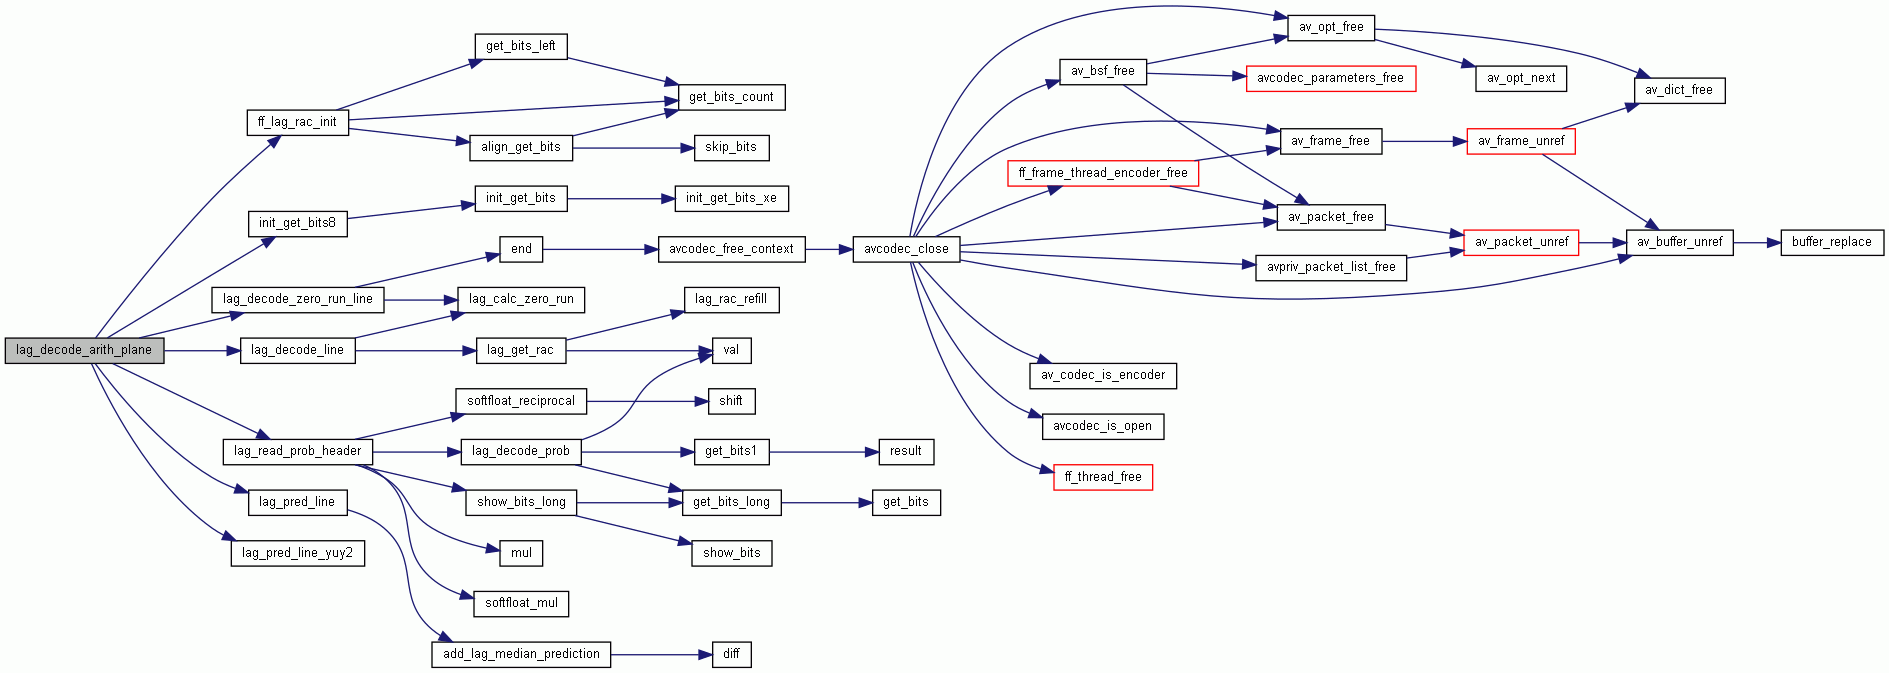 lag_decode_arith_plane
ff_lag_rac_init
get_bits_left
get_bits_count
align_get_bits
skip_bits
init_get_bits8
init_get_bits
init_get_bits_xe
lag_decode_zero_run_line
end
avcodec_free_context
avcodec_close
lag_calc_zero_run
lag_decode_line
lag_get_rac
lag_rac_refill
val
lag_read_prob_header
softfloat_reciprocal
shift
lag_decode_prob
get_bits1
result
show_bits_long
get_bits_long
get_bits
show_bits
mul
softfloat_mul
lag_pred_line
add_lag_median_prediction
diff
lag_pred_line_yuy2
av_opt_free
av_bsf_free
avcodec_parameters_free
av_opt_next
av_dict_free
av_frame_free
av_frame_unref
ff_frame_thread_encoder_free
av_packet_free
av_packet_unref
av_buffer_unref
buffer_replace
avpriv_packet_list_free
av_codec_is_encoder
avcodec_is_open
ff_thread_free